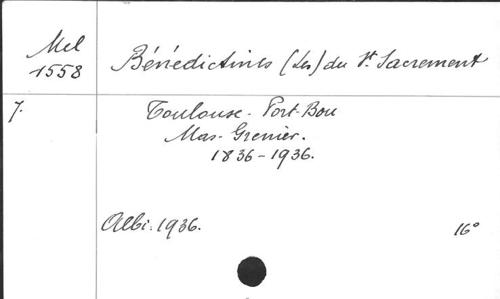 Mel
1558
Bénédictines (Les) du St. Sacrement
7.
Toulouse - Port-Bou
Mas-Grenier.
1836-1936.
Albi. 1936.
16°